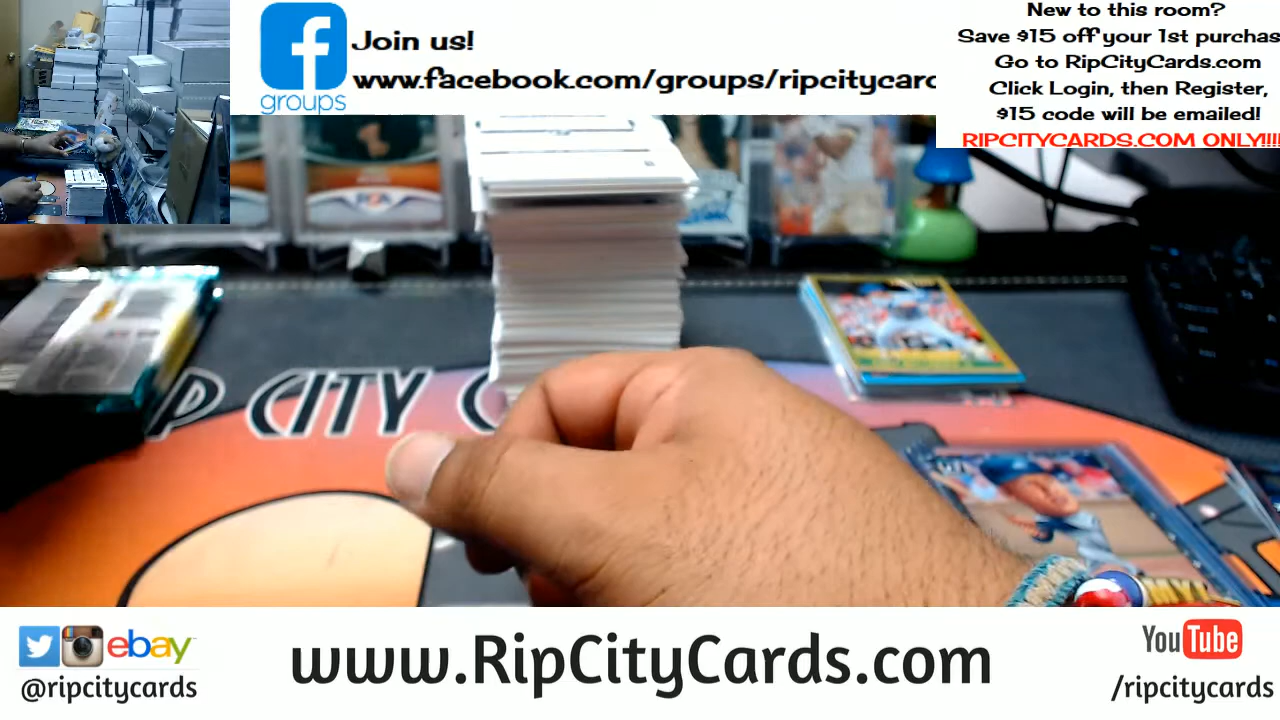 Join us!
www.facebook.com/groups/ripcitycarc
groups
New to this room?
Save $15 off your 1st purchas
Go to RipCityCards.com
Click Login, then Register,
$15 code will be emailed!
RIPCITYCARDS.COM ONLY!!!!
P CITY C
ebay
@ripcitycards
www.RipCityCards.com
YouTube
/ripcitycards